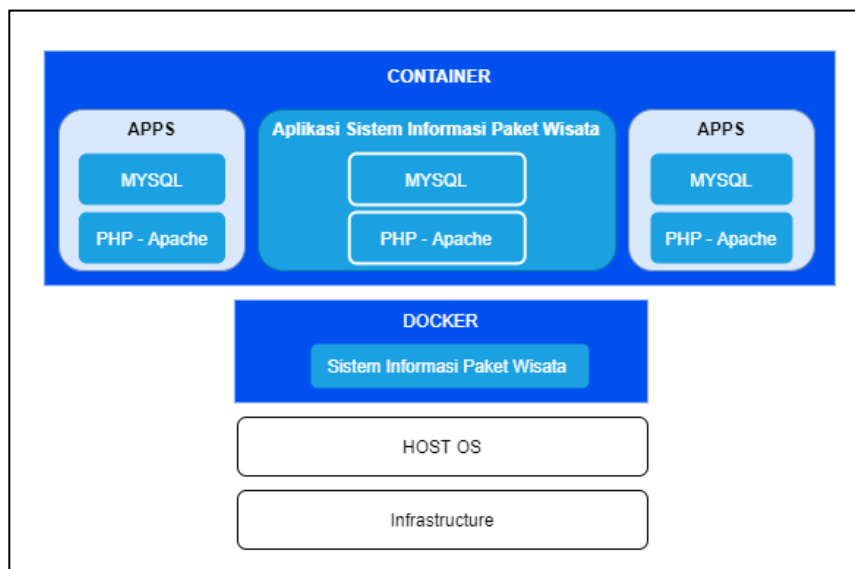 CONTAINER
APPS
MYSQL
PHP - Apache
Aplikasi Sistem Informasi Paket Wisata
MYSQL
PHP - Apache
APPS
MYSQL
PHP - Apache
DOCKER
Sistem Informasi Paket Wisata
HOST OS
Infrastructure